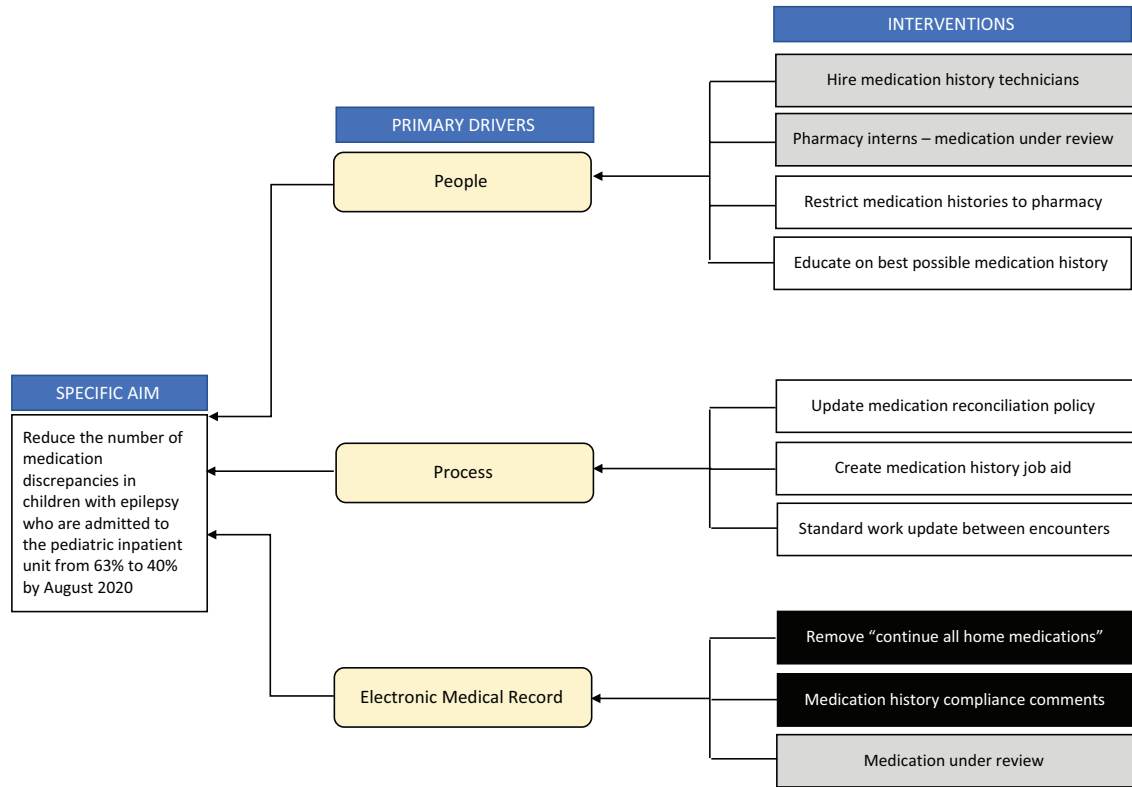 INTERVENTIONS
Hire medication history technicians
PRIMARY DRIVERS
Pharmacy interns – medication under review
People
Restrict medication histories to pharmacy
Educate on best possible medication history
SPECIFIC AIM
Reduce the number of
medication
discrepancies in
children with epilepsy
who are admitted to
the pediatric inpatient
unit from 63% to 40%
by August 2020
Process
Update medication reconciliation policy
Create medication history job aid
Standard work update between encounters
Electronic Medical Record
Remove “continue all home medications”
Medication history compliance comments
Medication under review